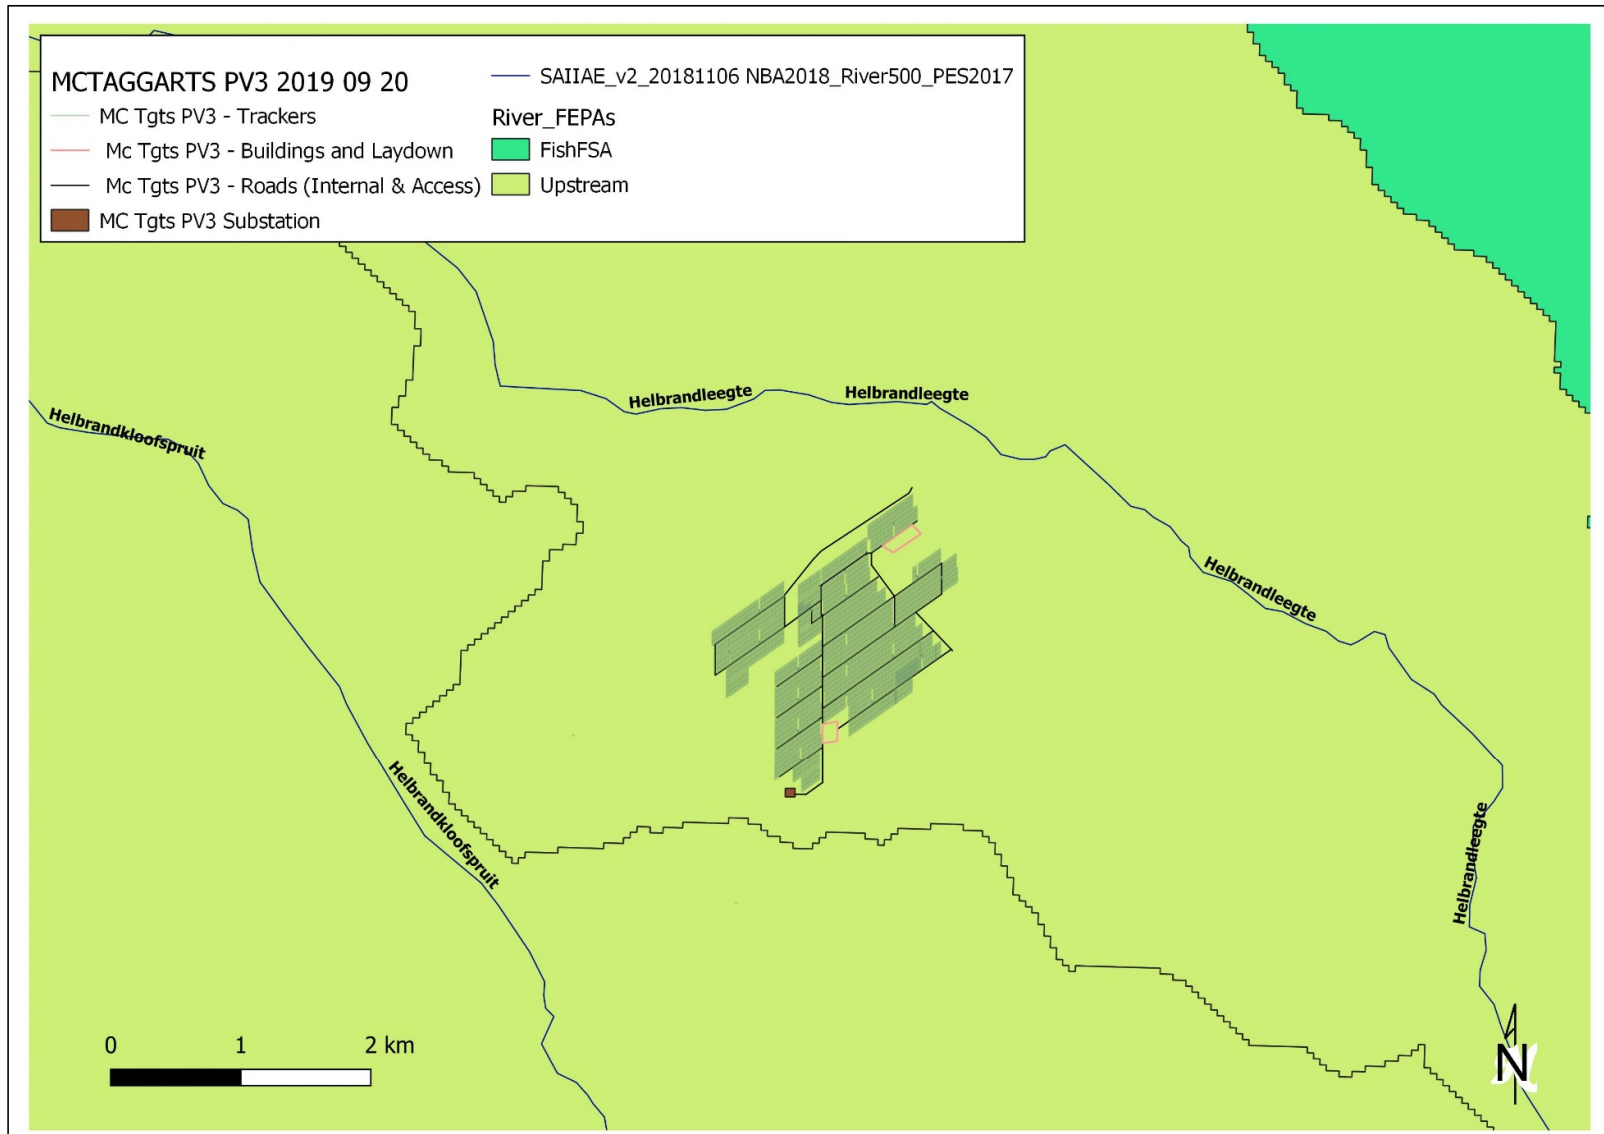 MCTAGGARTS PV3 2019 09 20
MC Tgts PV3 - Trackers
Mc Tgts PV3 - Buildings and Laydown
Mc Tgts PV3 - Roads (Internal & Access)
MC Tgts PV3 Substation
SAIIAE_v2_20181106 NBA2018_River500_PES2017
River_FEPAs
FishFSA
Upstream
Helbrandleegte
Helbrandleegte
Helbrandkloofspruit
Helbrandleegte
Helbrandkloofspruit
Helbrandleegte
0 1 2 km
N